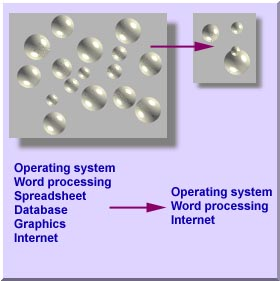 Operating system
Word processing
Spreadsheet
Database
Graphics
Internet
Operating system
Word processing
Internet